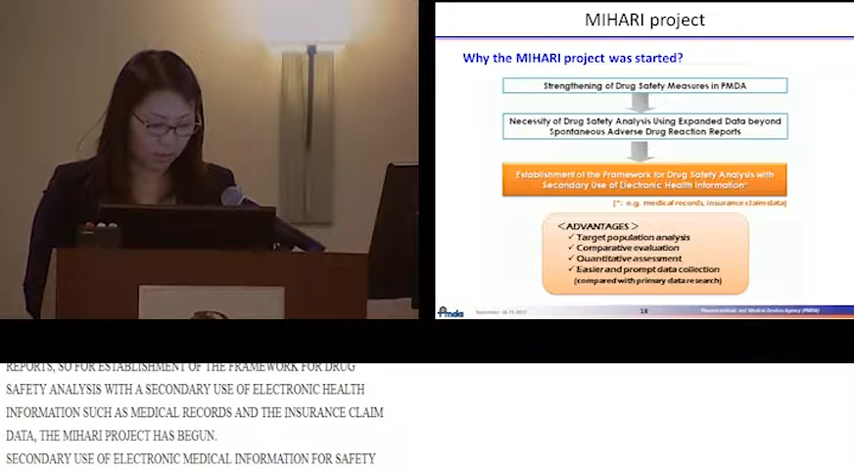 MIHARI project
Why the MIHARI project was started?
Strengthening of Drug Safety Measures in PMDA
Necessity of Drug Safety Analysis Using Expanded Data beyond
Spontaneous Adverse Drug Reaction Reports
Establishment of the Framework for Drug Safety Analysis with
Secondary Use of Electronic Health Information*
(*: e.g. medical records, insurance claim data)
＜ADVANTAGES＞
✓ Target population analysis
✓ Comparative evaluation
✓ Quantitative assessment
✓ Easier and prompt data collection
(compared with primary data research)
Pmda
18
Pharmaceuticals and Medical Devices Agency (PMDA)
REPORTS, SO FOR ESTABLISHMENT OF THE FRAMEWORK FOR DRUG
SAFETY ANALYSIS WITH A SECONDARY USE OF ELECTRONIC HEALTH
INFORMATION SUCH AS MEDICAL RECORDS AND THE INSURANCE CLAIM
DATA, THE MIHARI PROJECT HAS BEGUN.
SECONDARY USE OF ELECTRONIC MEDICAL INFORMATION FOR SAFETY